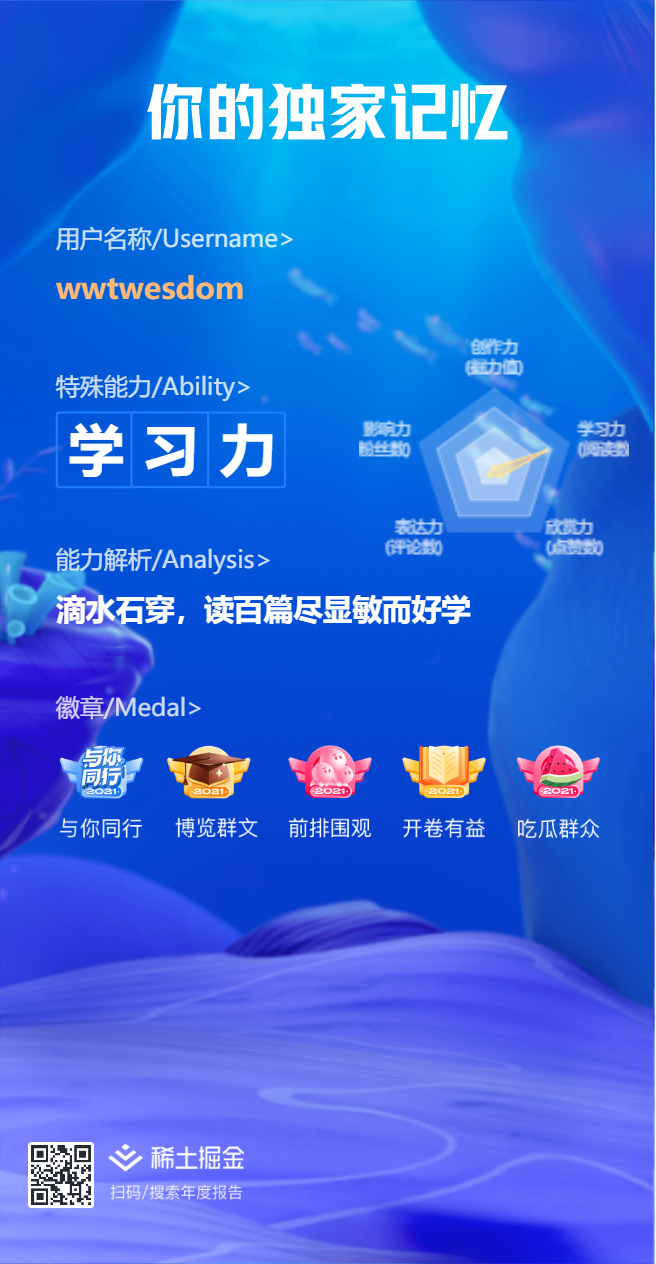 你的独家记忆
用户名称/Username>
wwtwesdom
特殊能力/Ability>
学习力
创作力
(掘力值)
影响力
粉丝数)
学习力
(阅读数
表达力
(评论数)
欣赏力
(点赞数)
能力解析/Analysis>
滴水石穿，读百篇尽显敏而好学
徽章/Medal>
与你
同行
2021
2021
2021
2021
2021
与你同行
博览群文
前排围观
开卷有益
吃瓜群众
稀土掘金
扫码/搜索年度报告